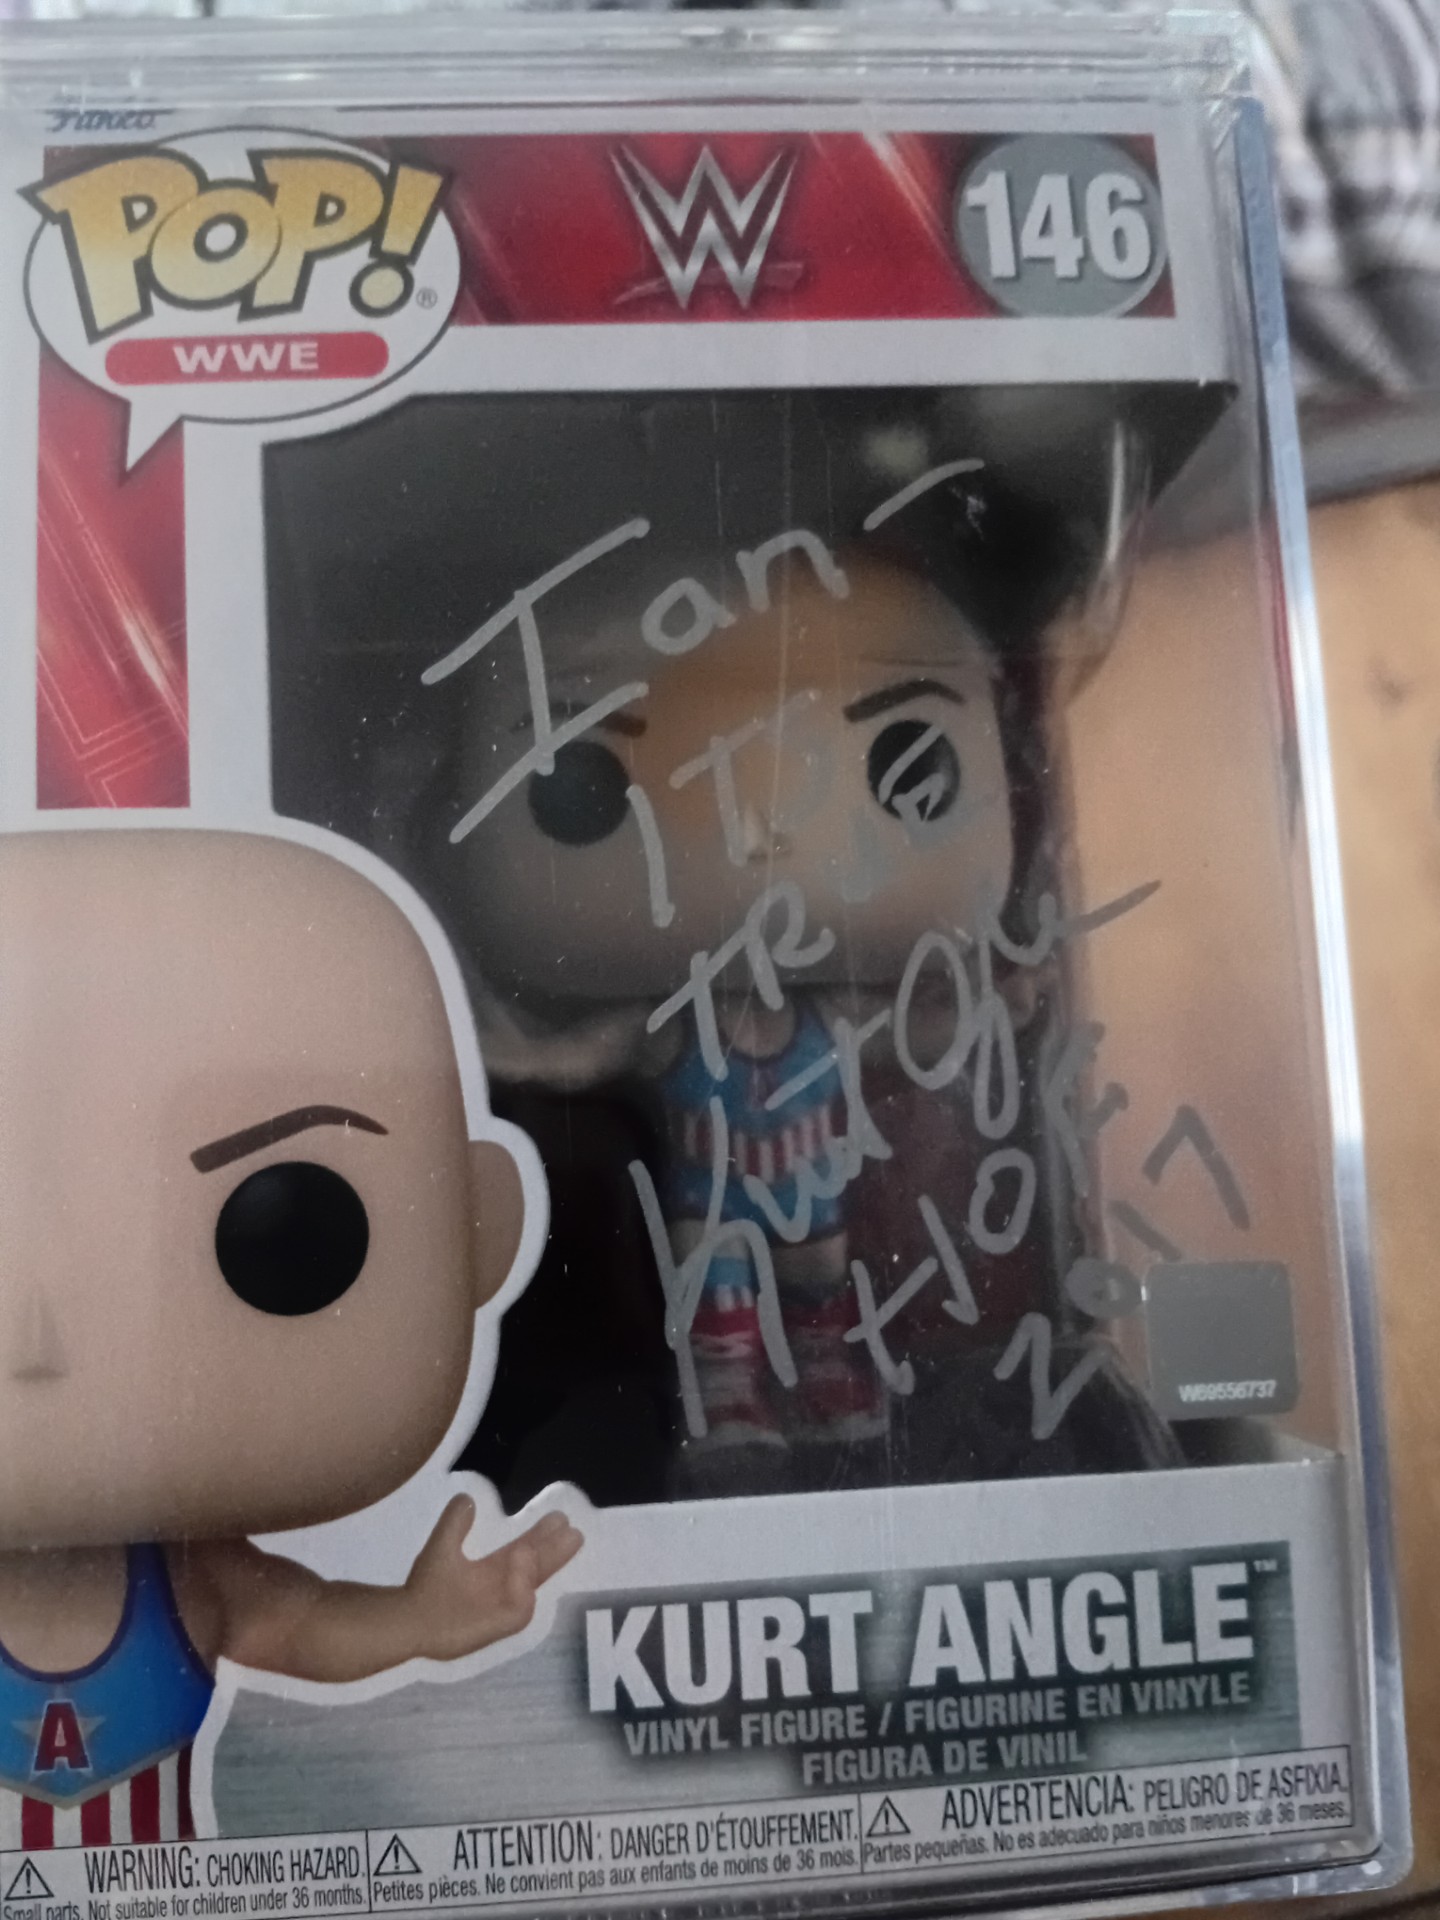 Funko
POP!®
WWE
W
146
Ian-
ITS
TRUE
Kurt Angle
HOF
2017
W69556737
A
KURT ANGLE™
VINYL FIGURE / FIGURINE EN VINYLE
FIGURA DE VINIL
WARNING: CHOKING HAZARD.
Small parts. Not suitable for children under 36 months.
ATTENTION: DANGER D'ÉTOUFFEMENT.
Petites pièces. Ne convient pas aux enfants de moins de 36 mois.
ADVERTENCIA: PELIGRO DE ASFIXIA.
Partes pequeñas. No es adecuado para niños menores de 36 meses.